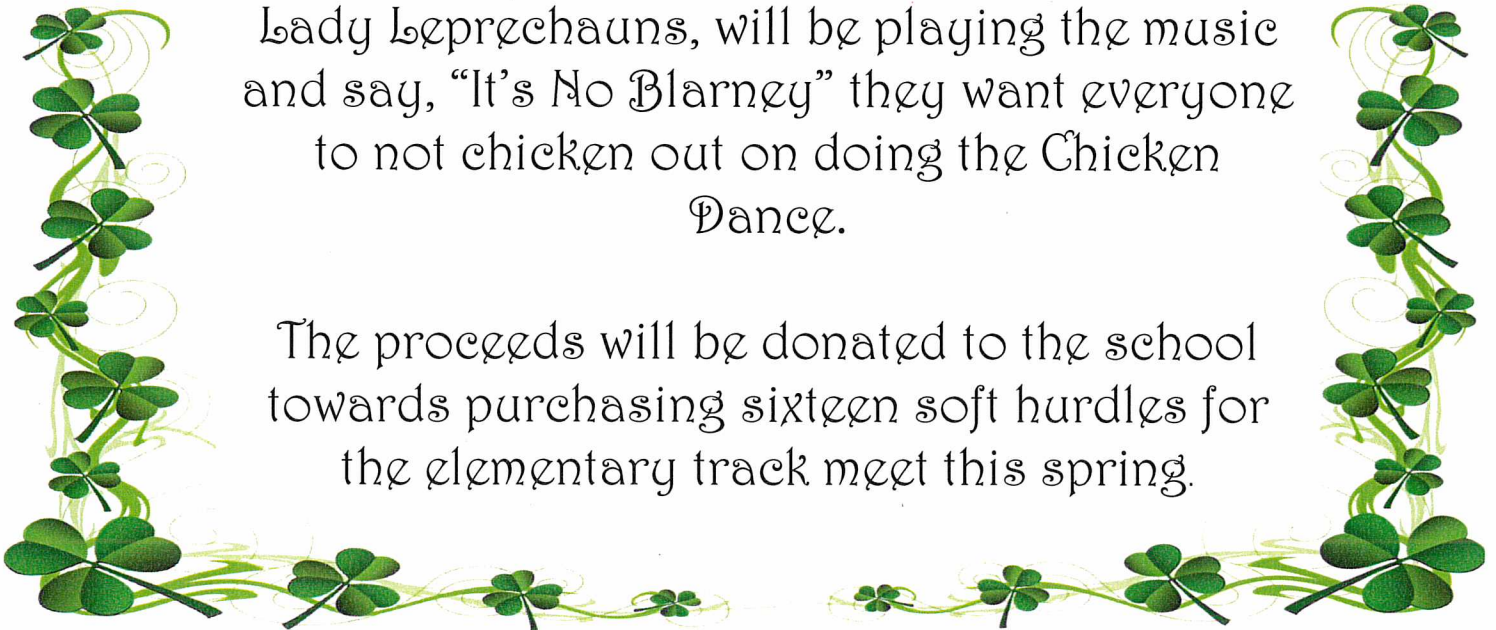 Lady Leprechauns, will be playing the music
and say, “It’s No Blarney” they want everyone
to not chicken out on doing the Chicken
Dance.
The proceeds will be donated to the school
towards purchasing sixteen soft hurdles for
the elementary track meet this spring.